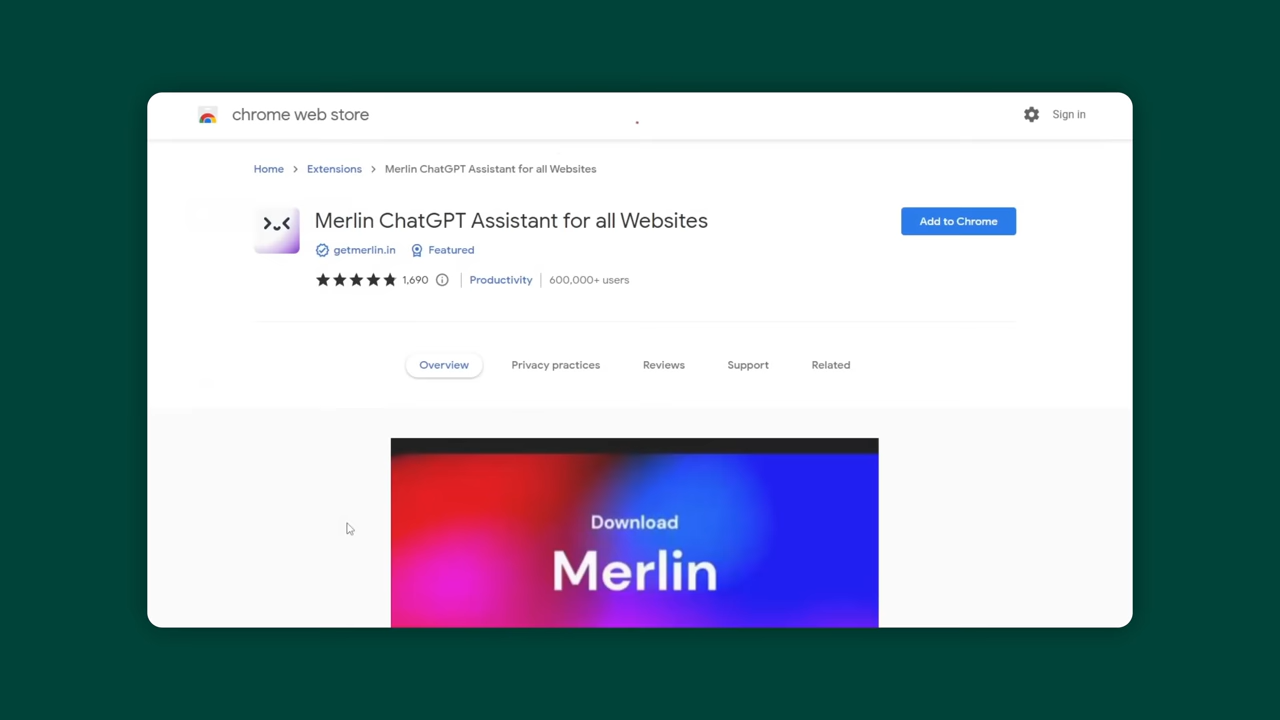 chrome web store
Sign in
Home > Extensions > Merlin ChatGPT Assistant for all Websites
Merlin ChatGPT Assistant for all Websites
Add to Chrome
getmerlin.in Featured
1,690 Productivity 600,000+ users
Overview Privacy practices Reviews Support Related
Download
Merlin